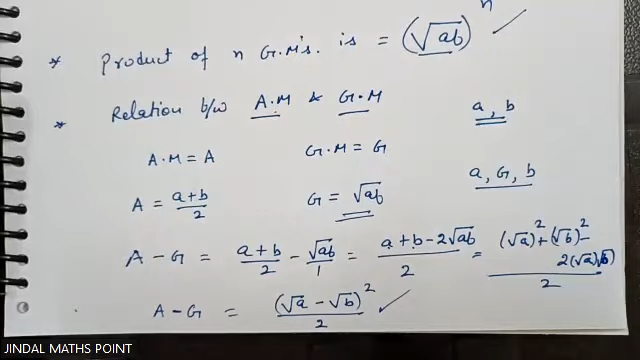 * Product of n G.M's. is = (√ab)^n ✓
* Relation b/w A.M & G.M
a, b
A.M = A G.M = G
a, G, b
A = a+b/2 G = √ab
A - G = a+b/2 - √ab/1 = a+b-2√ab/2 = (√a)^2+(√b)^2-2(√a)(√b)/2
A-G = (√a - √b)^2/2 ✓
JINDAL MATHS POINT